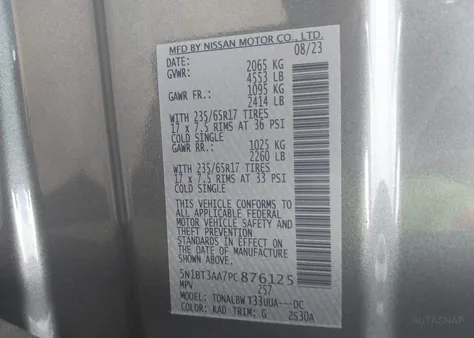 MFD BY NISSAN MOTOR CO., LTD.
DATE: 08/23
GVWR: 2065 KG
4553 LB
GAWR FR.: 1095 KG
2414 LB
WITH 235/65R17 TIRES
17 x 7.5 RIMS AT 36 PSI
COLD SINGLE
GAWR RR.: 1025 KG
2260 LB
WITH 235/65R17 TIRES
17 x 7.5 RIMS AT 33 PSI
COLD SINGLE
THIS VEHICLE CONFORMS TO
ALL APPLICABLE FEDERAL
MOTOR VEHICLE SAFETY AND
THEFT PREVENTION
STANDARDS IN EFFECT ON
THE DATE OF MANUFACTURE
SHOWN ABOVE.
5N1BT3AA7PC876125
MPV 257
MODEL: TDNALBWT33UUA---DC
COLOR: KAD TRIM: G ZS30A
AUTASNAP